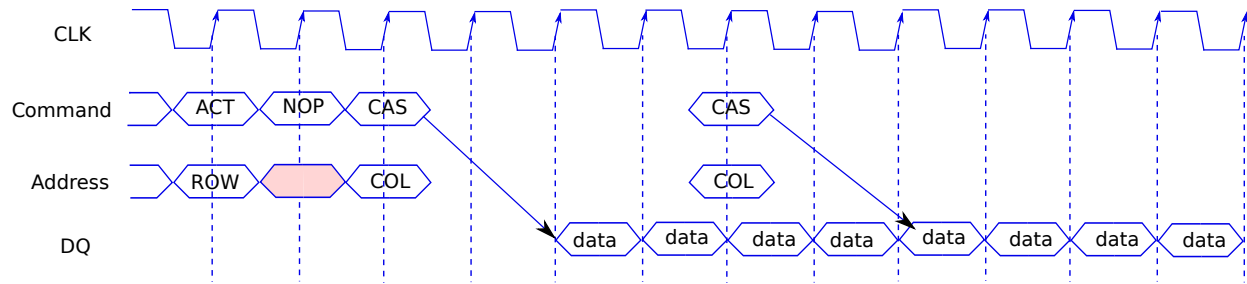 CLK
Command ACT NOP CAS CAS
Address ROW COL COL
DQ data data data data data data data data